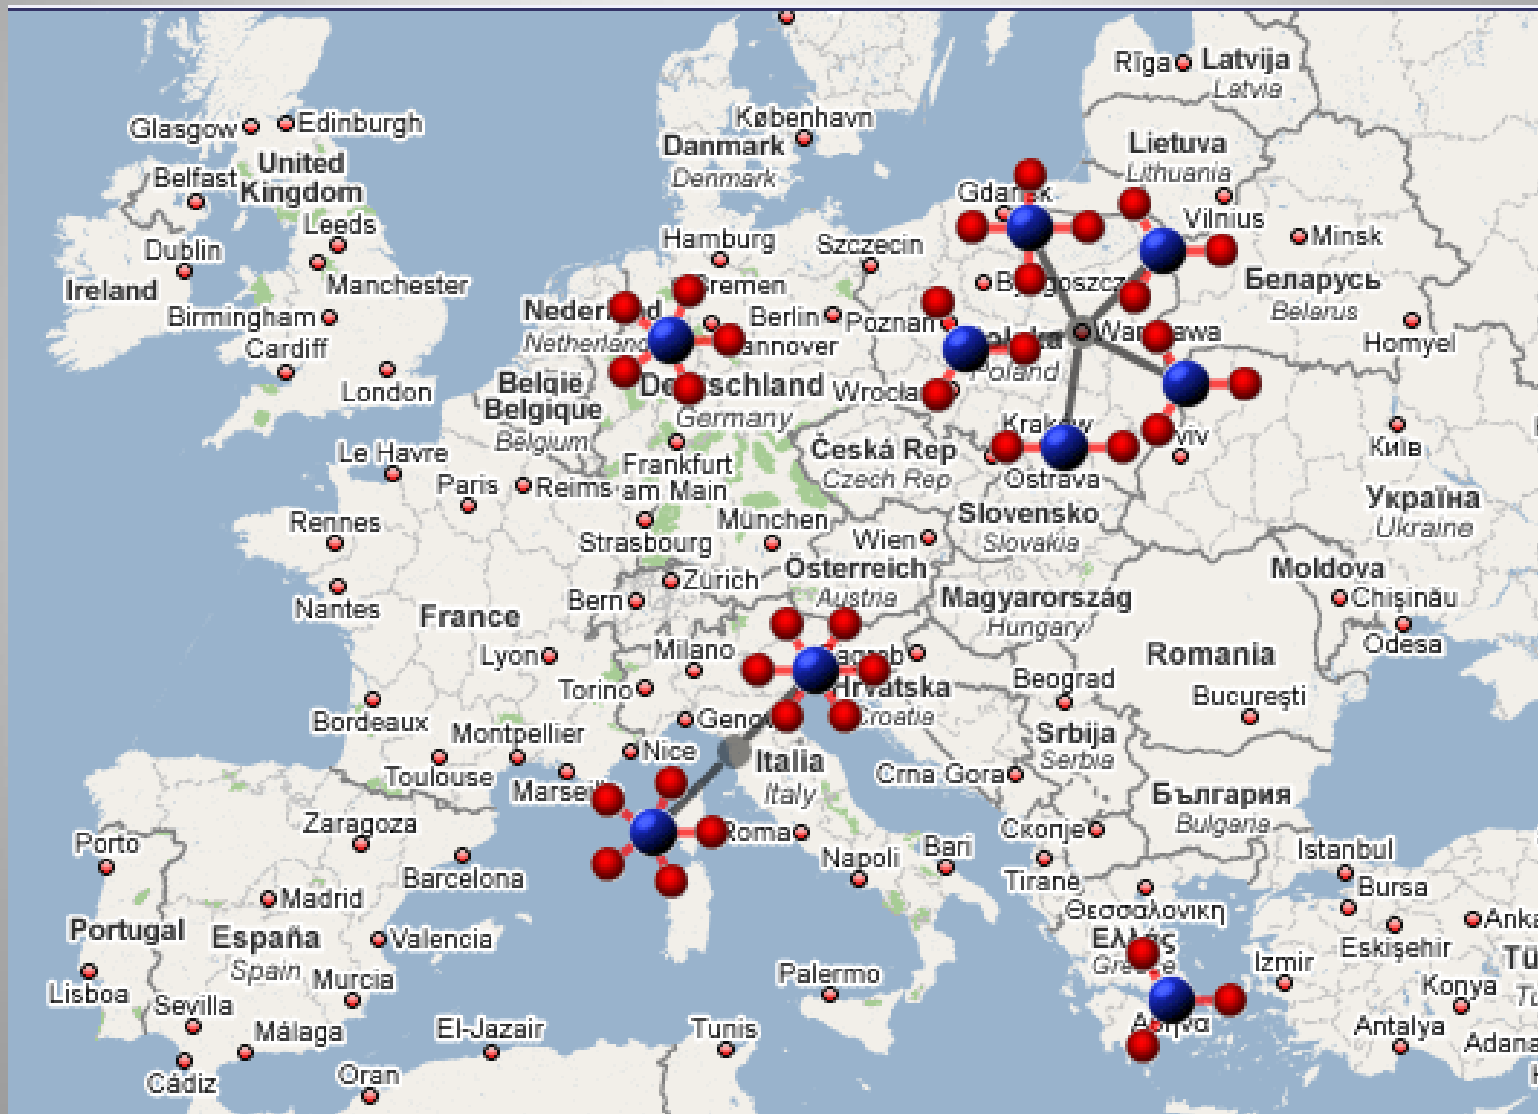 Rīga
Latvija
Latvia
Glasgow
Edinburgh
København
Danmark
Denmark
Lietuva
Lithuania
United
Kingdom
Belfast
Vilnius
Leeds
Dublin
Hamburg
Szczecin
Minsk
Ireland
Manchester
Беларусь
Belarus
Birmingham
Berlin
Poznań
Homyel
Cardiff
London
België
Belgique
Belgium
Germany
Poland
Česká Rep
Czech Rep
Київ
Le Havre
Frankfurt
am Main
Ostrava
Paris
Reims
Україна
Ukraine
Rennes
München
Slovensko
Slovakia
Strasbourg
Wien
Österreich
Austria
Zürich
Moldova
Nantes
Bern
Magyarország
Hungary
Chișinău
France
Odesa
Lyon
Milano
Romania
Torino
Beograd
București
Hrvatska
Croatia
Bordeaux
Montpellier
Nice
Srbija
Serbia
Toulouse
Italia
Italy
Crna Gora
България
Bulgaria
Zaragoza
Roma
Скопје
Porto
Napoli
Bari
Istanbul
Barcelona
Tirane
Bursa
Madrid
Θεσσαλονικη
Portugal
España
Spain
Valencia
Eskişehir
Izmir
Palermo
Murcia
Konya
Lisboa
Sevilla
Málaga
El-Jazair
Tunis
Antalya
Cádiz
Oran